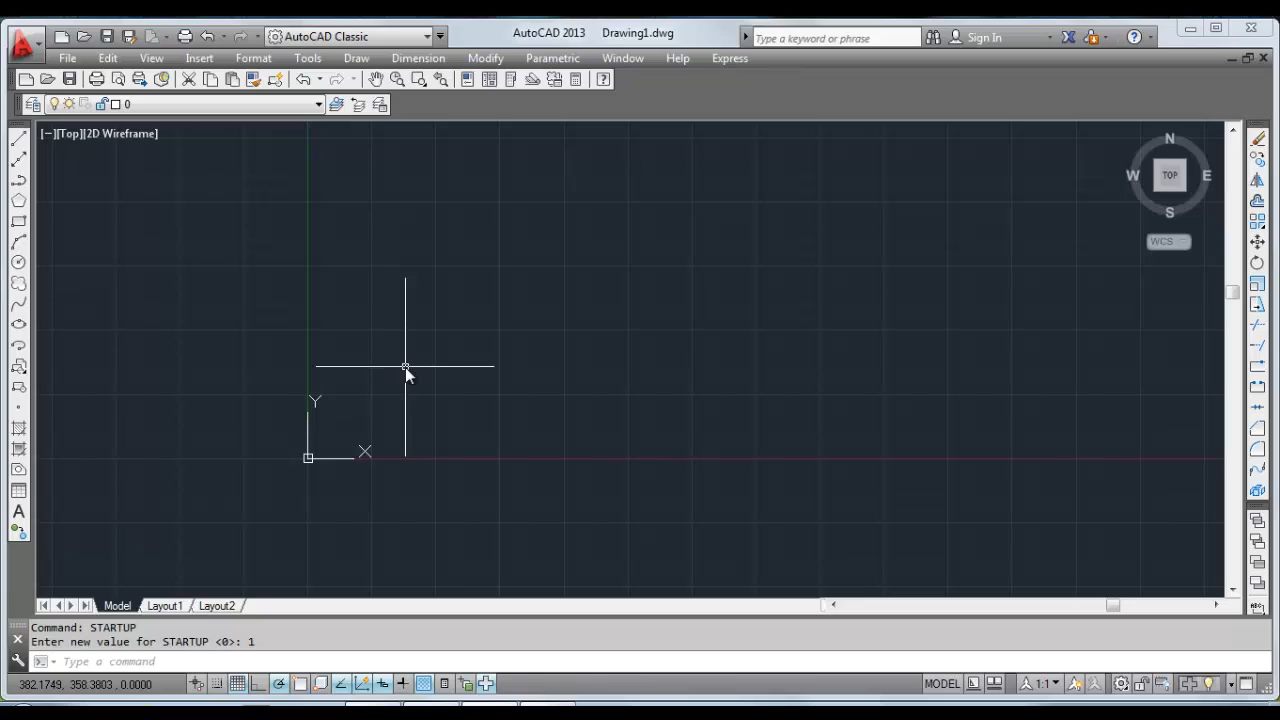 AutoCAD Classic
AutoCAD 2013 Drawing1.dwg
Type a keyword or phrase
Sign In
File Edit View Insert Format Tools Draw Dimension Modify Parametric Window Help Express
0
[−][Top][2D Wireframe]
N
W TOP E
S
WCS
Y
X
Model Layout1 Layout2
Command: STARTUP
Enter new value for STARTUP <0>: 1
Type a command
382.1749, 358.3803, 0.0000
MODEL
1:1
A
ABC